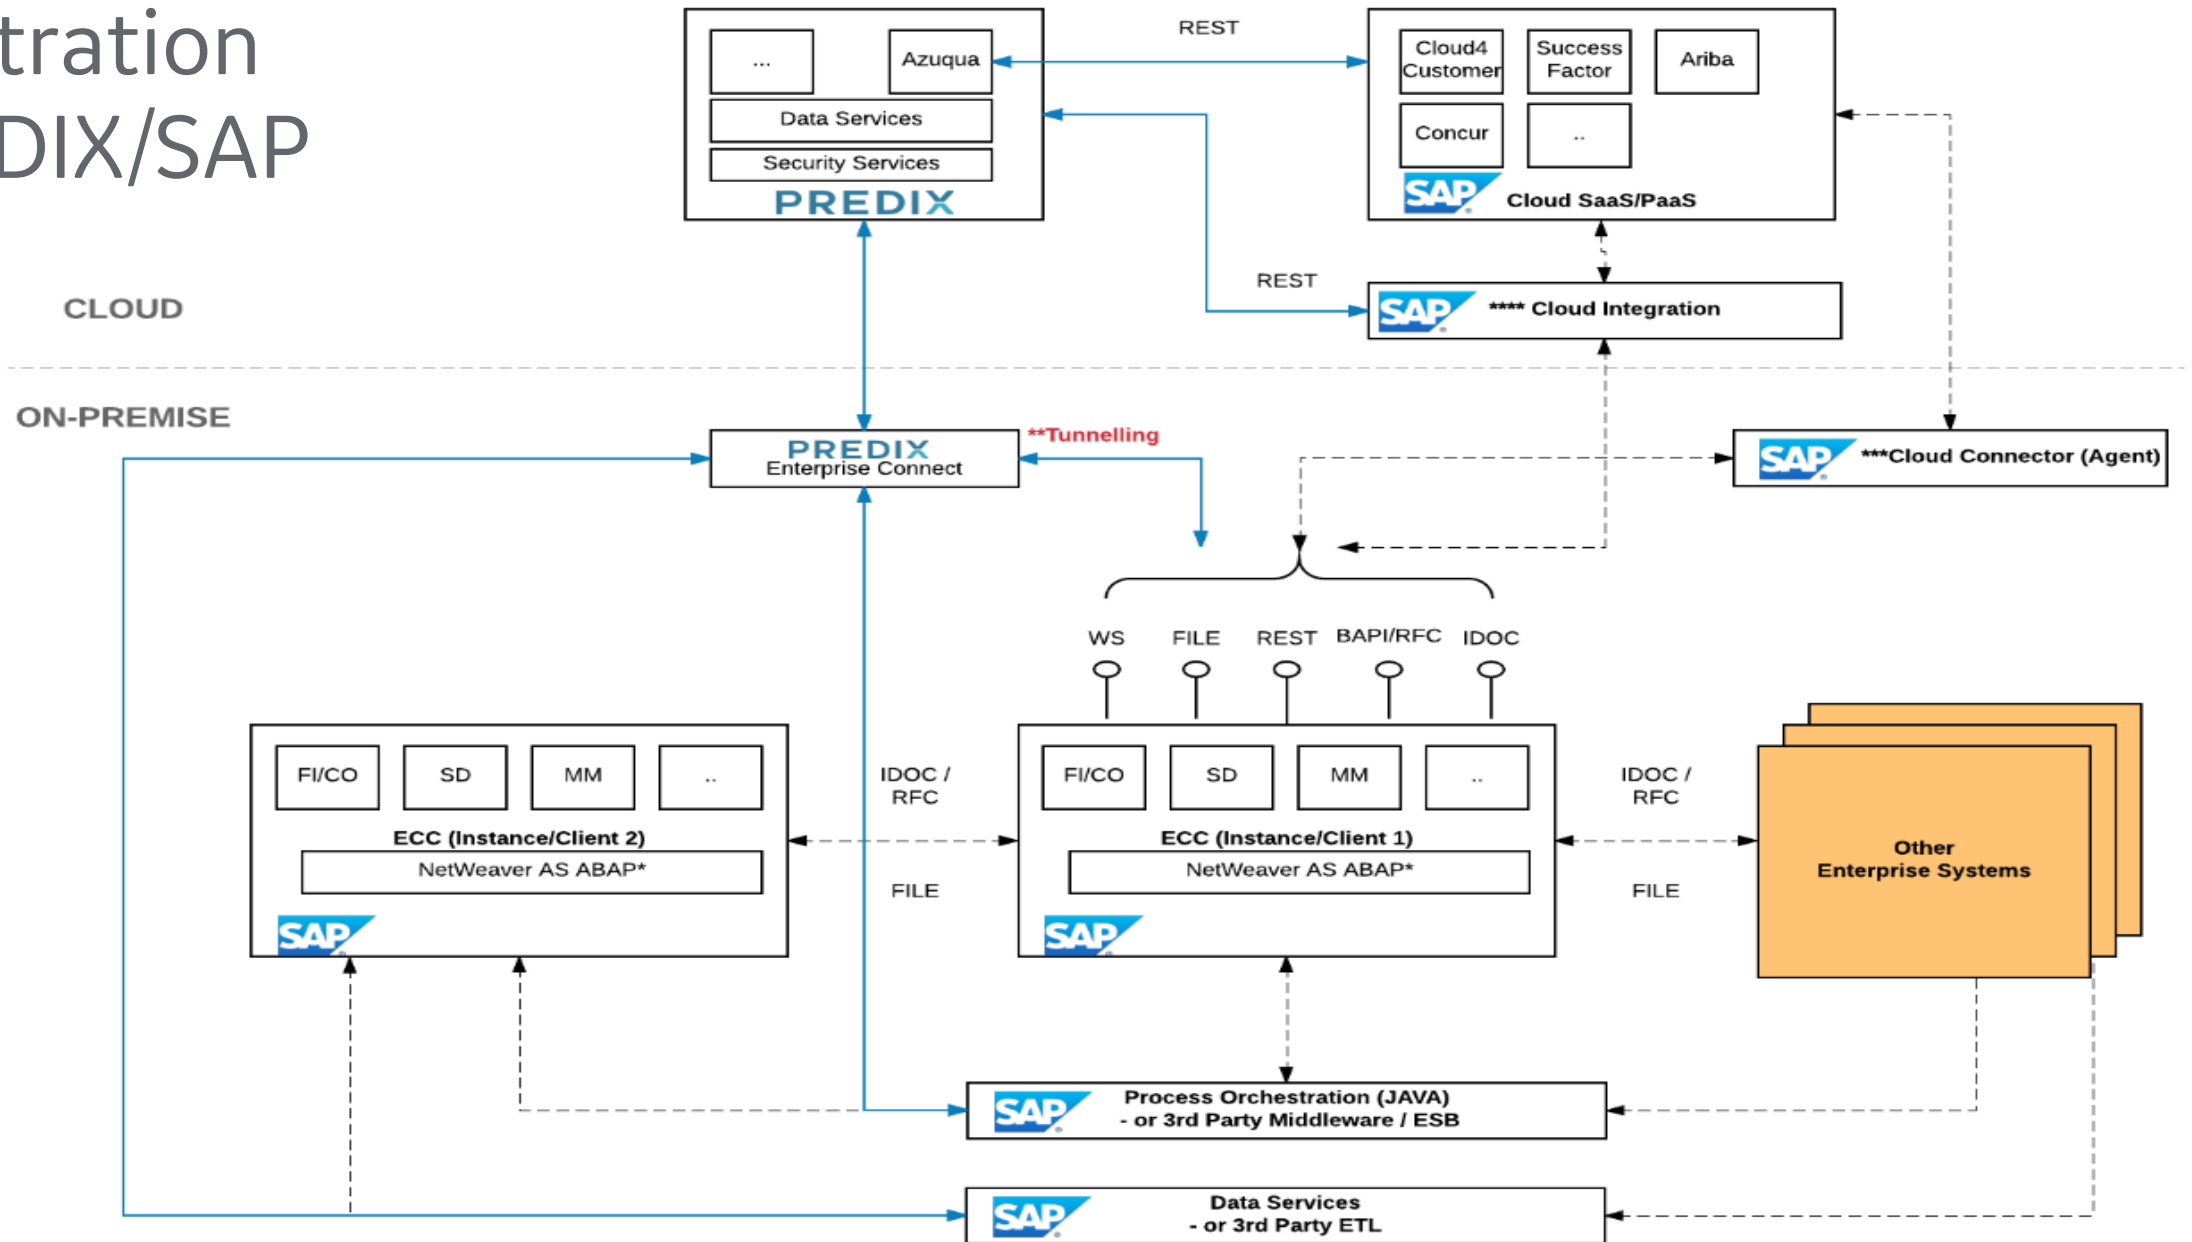 tration
DIX/SAP
REST
...
Azuqua
Data Services
Security Services
PREDIX
Cloud4
Customer
Success
Factor
Ariba
Concur
..
SAP
Cloud SaaS/PaaS
REST
SAP
**** Cloud Integration
CLOUD
ON-PREMISE
PREDIX
Enterprise Connect
**Tunnelling
SAP
***Cloud Connector (Agent)
WS
FILE
REST
BAPI/RFC
IDOC
FI/CO
SD
MM
..
ECC (Instance/Client 2)
NetWeaver AS ABAP*
SAP
IDOC /
RFC
FILE
FI/CO
SD
MM
..
ECC (Instance/Client 1)
NetWeaver AS ABAP*
SAP
IDOC /
RFC
FILE
Other
Enterprise Systems
SAP
Process Orchestration (JAVA)
- or 3rd Party Middleware / ESB
SAP
Data Services
- or 3rd Party ETL